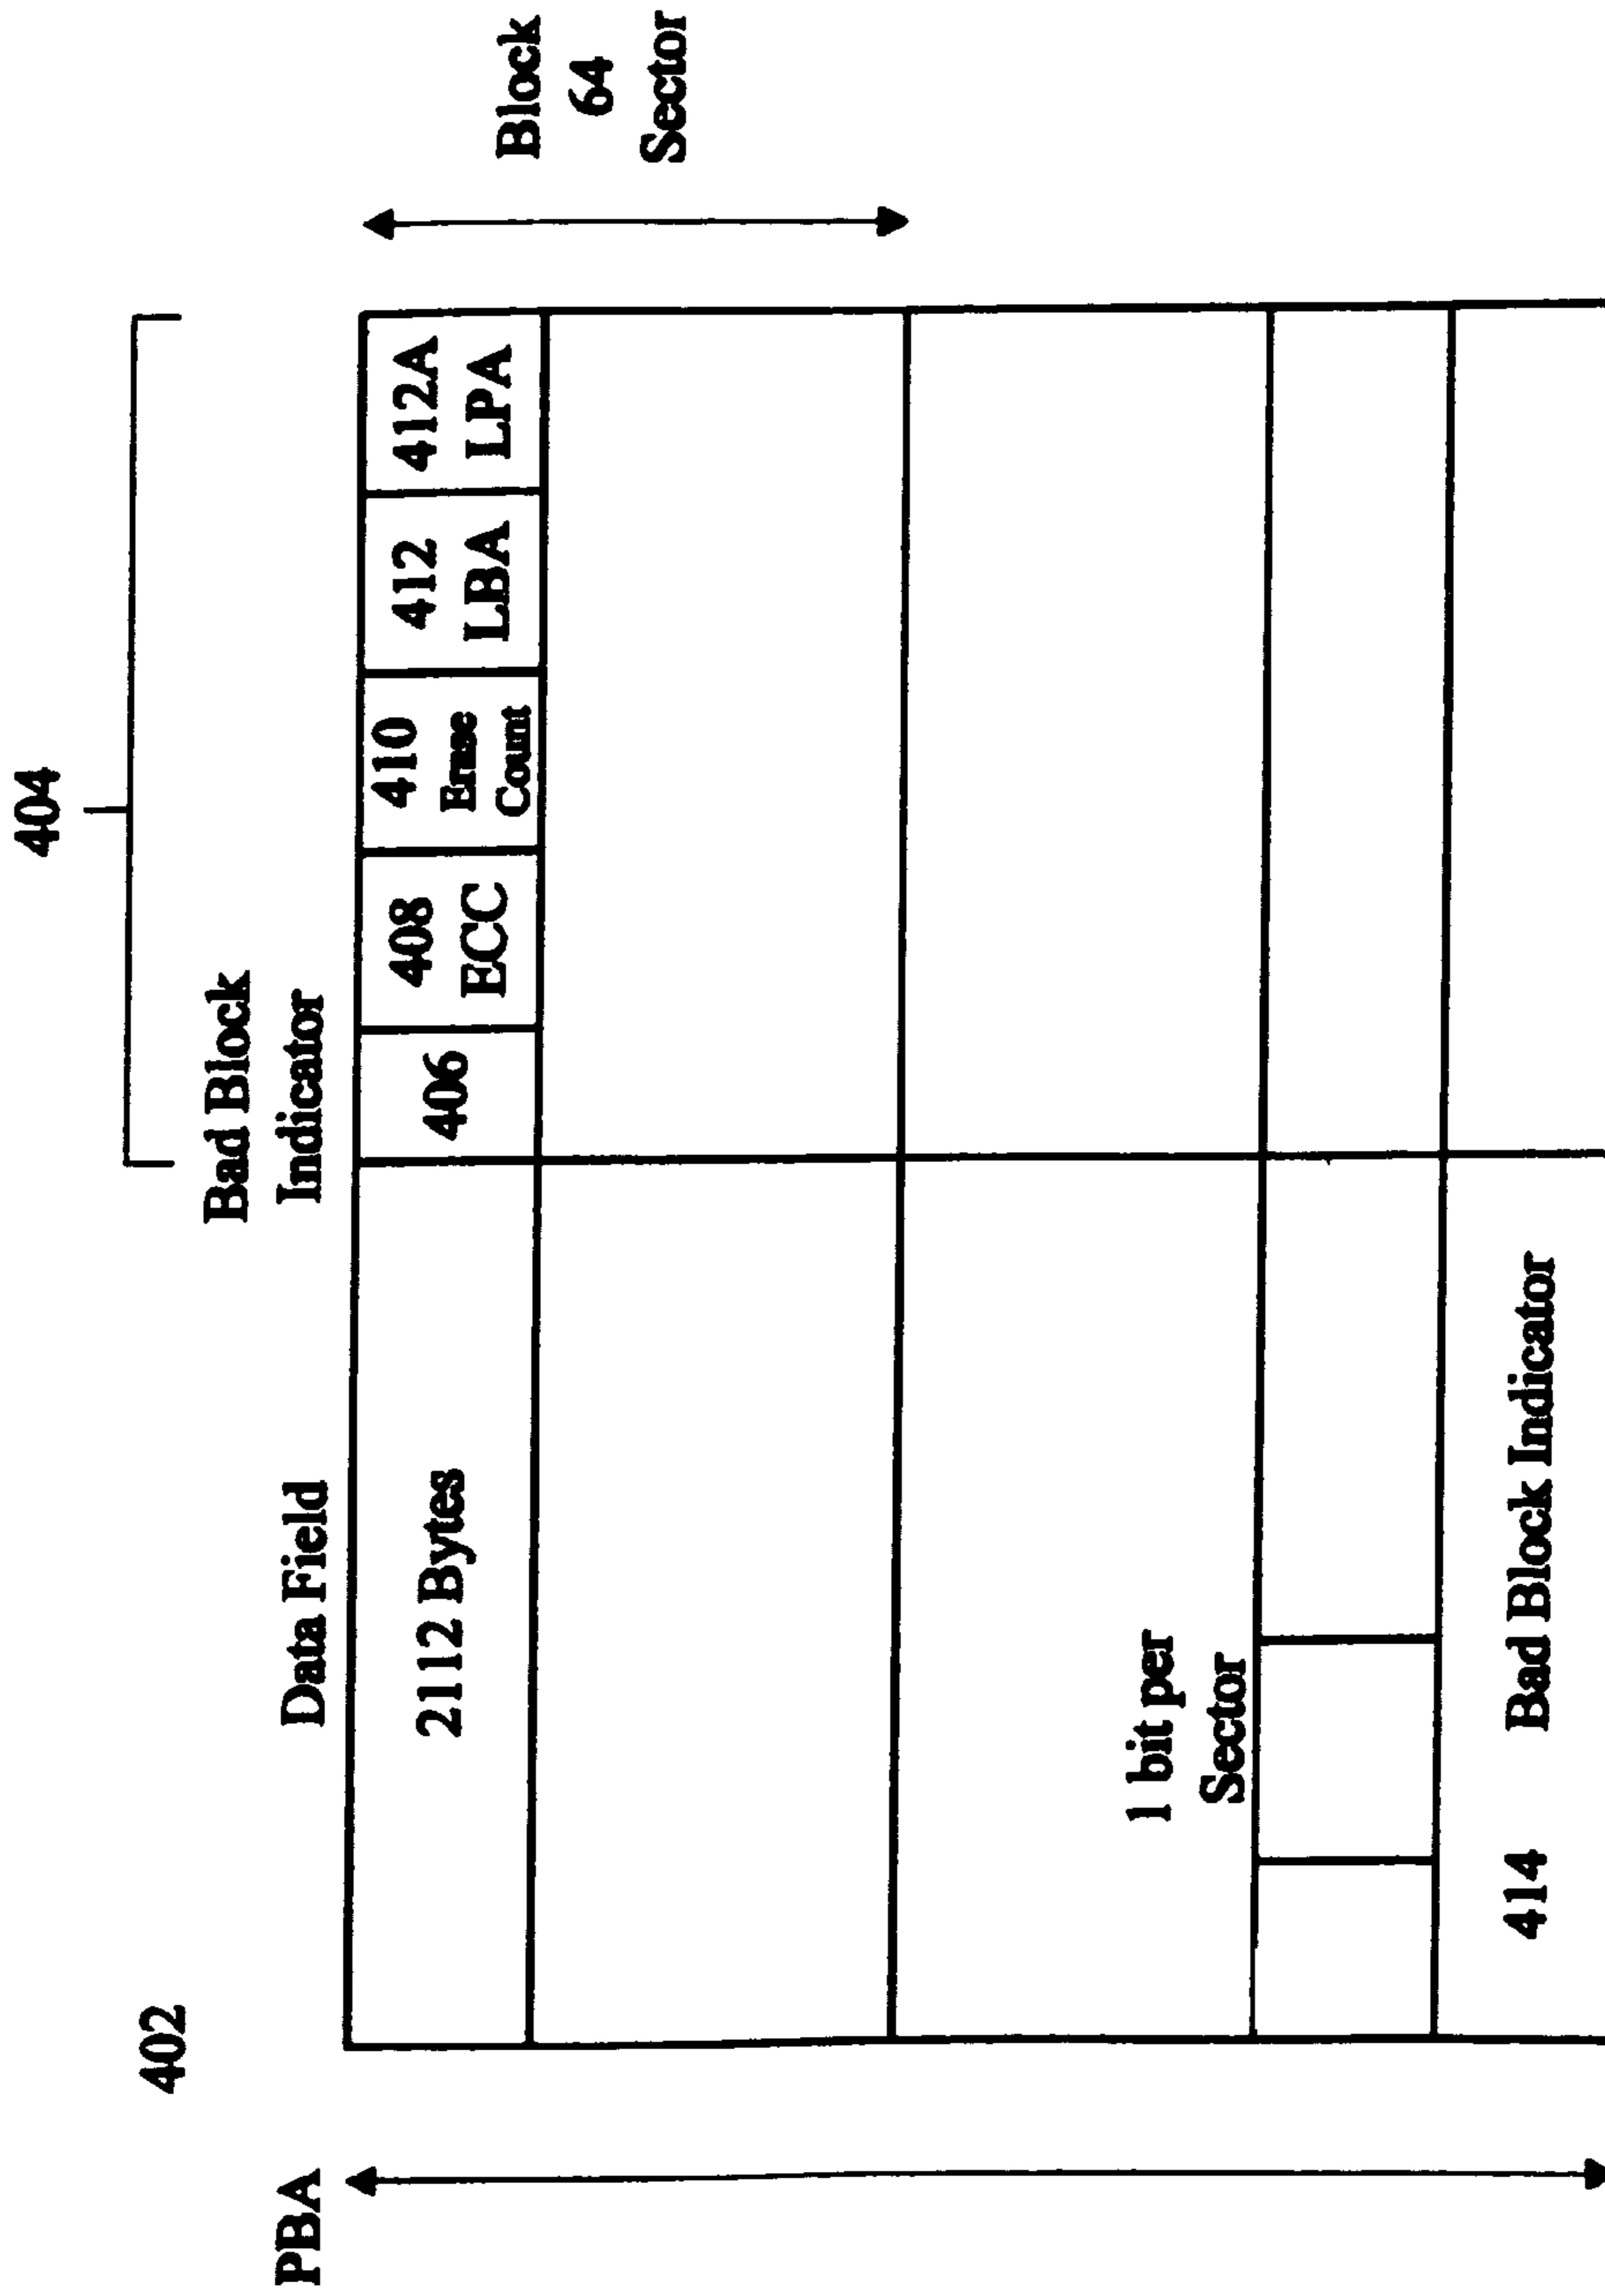 404
402
Bad Block
Indicator
Data Field
PBA
2112 Bytes
406
408
ECC
410
Erase
Count
412
LBA
412A
LPA
Block
64
Sector
1 bit per
Sector
414
Bad Block Indicator